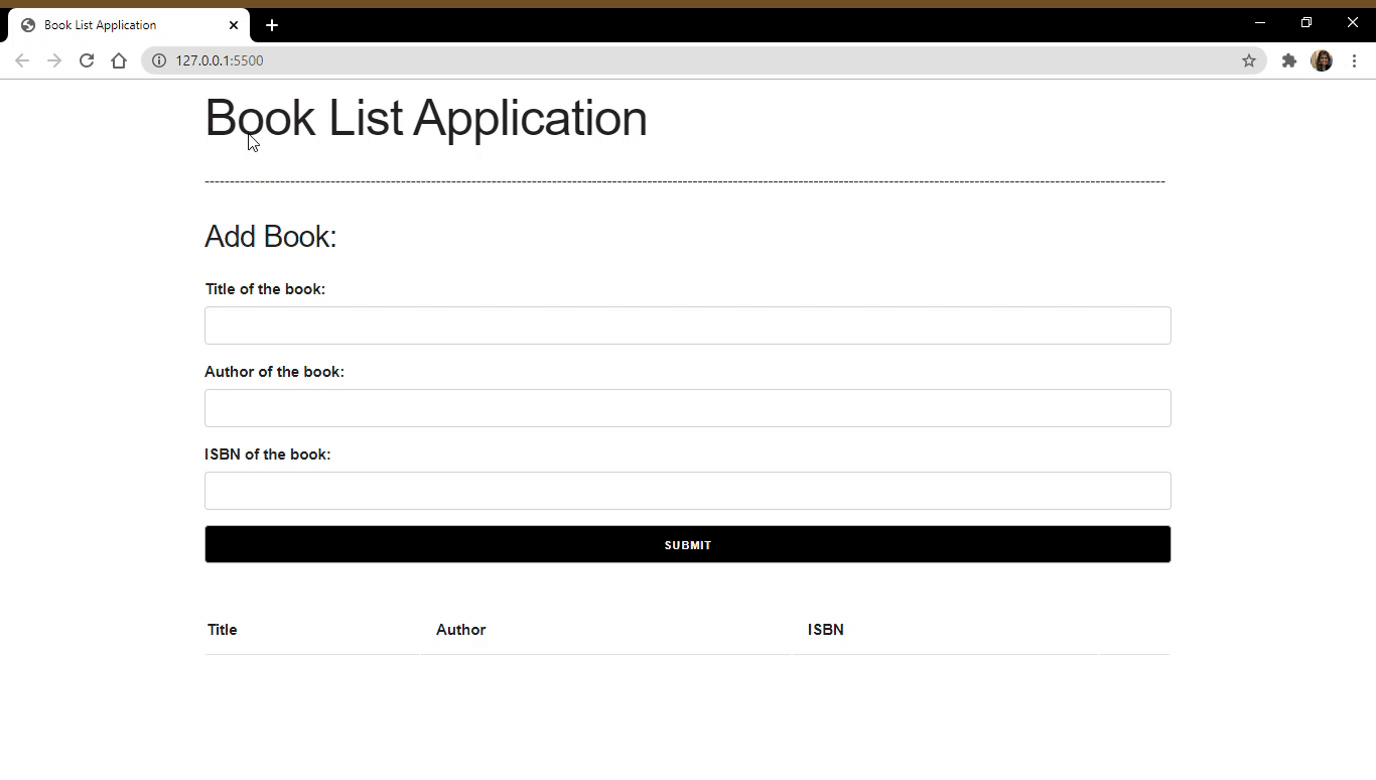 Book List Application
127.0.0.1:5500
Book List Application
--------------------------------------------------------------------------------------------------------------------------------------------------------------------------------------------------
Add Book:
Title of the book:
Author of the book:
ISBN of the book:
SUBMIT
Title Author ISBN